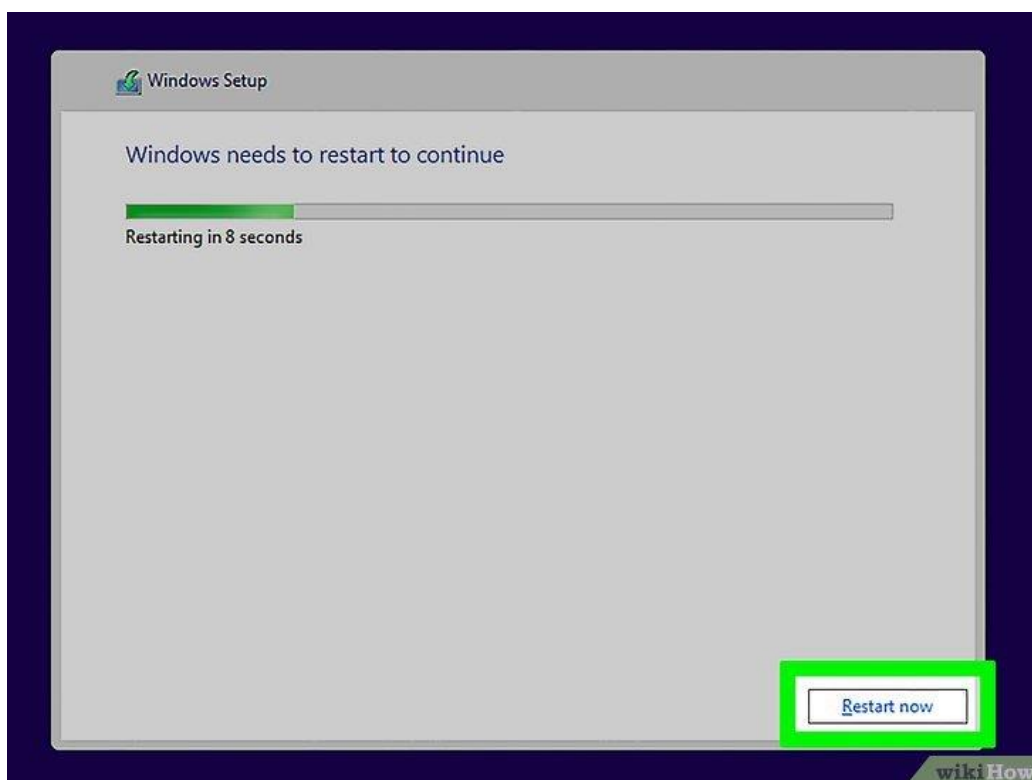 Windows Setup
Windows needs to restart to continue
Restarting in 8 seconds
Restart now
wikiHow